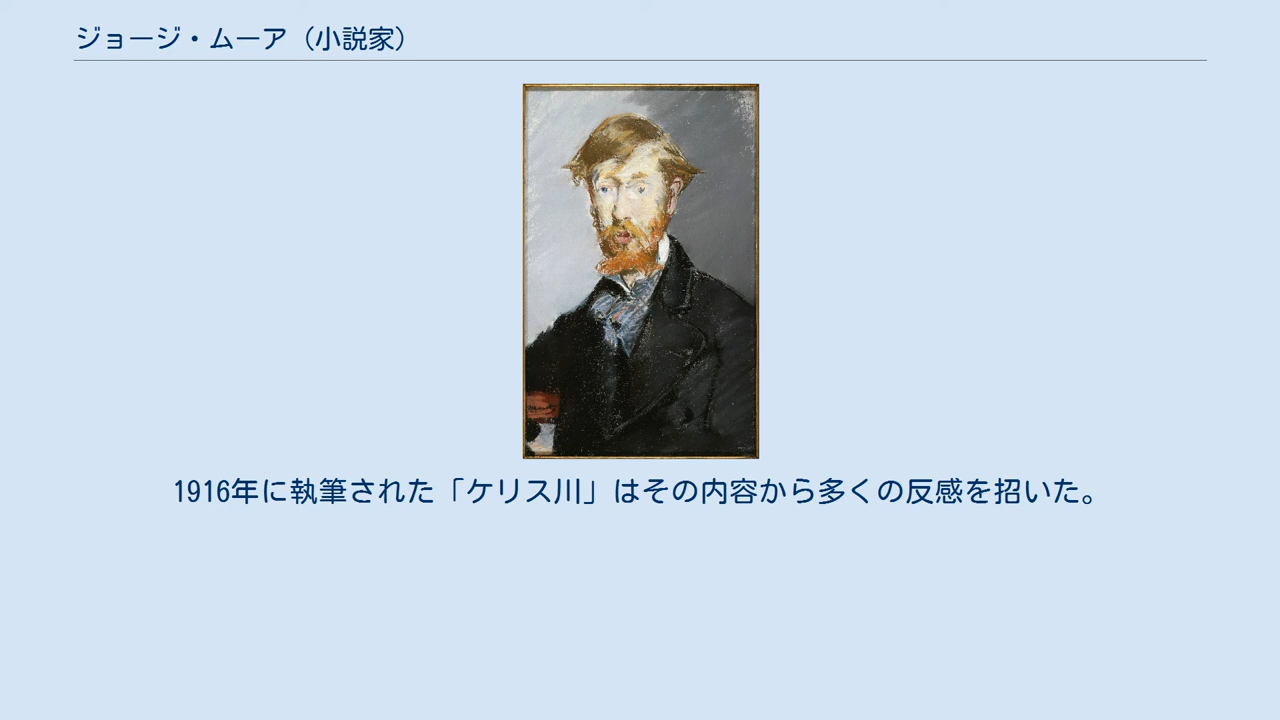 ジョージ・ムーア（小説家）
1916年に執筆された「ケリス川」はその内容から多くの反感を招いた。